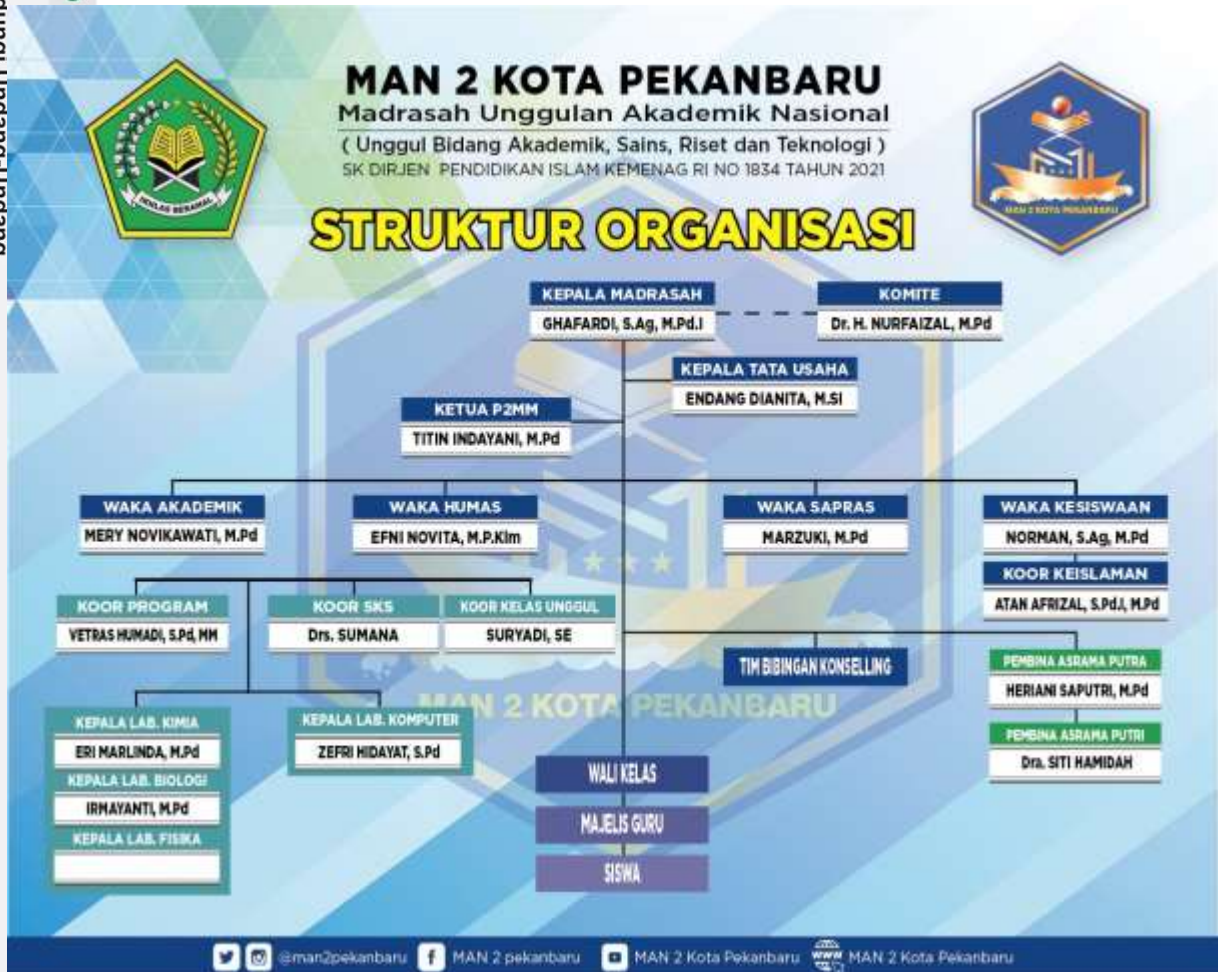 MAN 2 KOTA PEKANBARU
Madrasah Unggulan Akademik Nasional
( Unggul Bidang Akademik, Sains, Riset dan Teknologi )
SK DIRJEN PENDIDIKAN ISLAM KEMENAG RI NO 1834 TAHUN 2021
IKHLAS BERAMAL
MAN 2 KOTA PEKANBARU
STRUKTUR ORGANISASI
KEPALA MADRASAH
GHAFARDI, S.Ag, M.Pd.I
KOMITE
Dr. H. NURFAIZAL, M.Pd
KEPALA TATA USAHA
ENDANG DIANITA, M.SI
KETUA P2MM
TITIN INDAYANI, M.Pd
WAKA AKADEMIK
MERY NOVIKAWATI, M.Pd
WAKA HUMAS
EFNI NOVITA, M.P.Kim
WAKA SAPRAS
MARZUKI, M.Pd
WAKA KESISWAAN
NORMAN, S.Ag, M.Pd
KOOR KEISLAMAN
ATAN AFRIZAL, S.Pd.I, M.Pd
KOOR PROGRAM
VETRAS HUMADI, S.Pd, MM
KOOR SKS
Drs. SUMANA
KOOR KELAS UNGGUL
SURYADI, SE
TIM BIBINGAN KONSELLING
PEMBINA ASRAMA PUTRA
HERIANI SAPUTRI, M.Pd
PEMBINA ASRAMA PUTRI
Dra. SITI HAMIDAH
KEPALA LAB. KIMIA
ERI MARLINDA, M.Pd
KEPALA LAB. BIOLOGI
IRMAYANTI, M.Pd
KEPALA LAB. FISIKA
KEPALA LAB. KOMPUTER
ZEFRI HIDAYAT, S.Pd
MAN 2 KOTA PEKANBARU
WALI KELAS
MAJELIS GURU
SISWA
@man2pekanbaru MAN 2 pekanbaru MAN 2 Kota Pekanbaru www MAN 2 Kota Pekanbaru